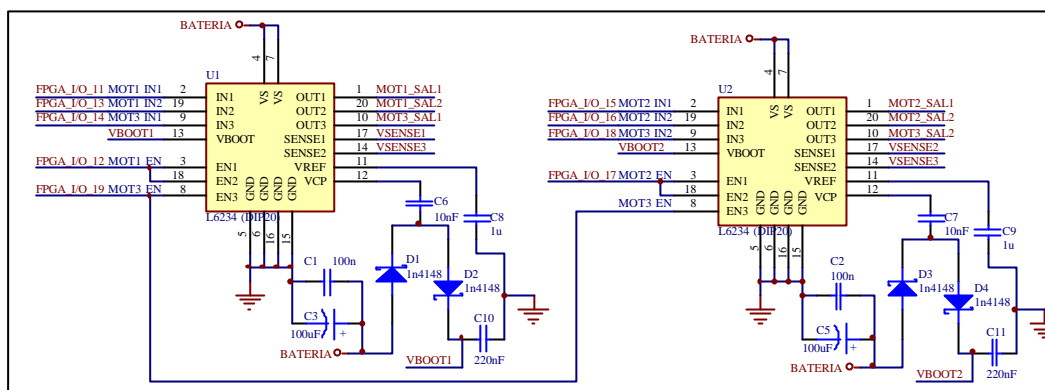 BATERIA
4
7
U1
VS
VS
FPGA_I/O_11 MOT1 IN1 2 IN1 OUT1 1 MOT1_SAL1
FPGA_I/O_13 MOT1 IN2 19 IN2 OUT2 20 MOT1_SAL2
FPGA_I/O_14 MOT3 IN1 9 IN3 OUT3 10 MOT3_SAL1
VBOOT1 13 VBOOT SENSE1 17 VSENSE1
SENSE2 14 VSENSE3
FPGA_I/O_12 MOT1 EN 3 EN1 VREF 11
18 EN2 VCP 12
FPGA_I/O_19 MOT3 EN 8 EN3
GND
GND
GND
GND
L6234 (DIP20)
5
6
16
15
C6
10nF
C8
1u
C1
100n
D1
1n4148
D2
1n4148
C3
100uF
+
C10
220nF
BATERIA
VBOOT1
BATERIA
4
7
U2
VS
VS
FPGA_I/O_15 MOT2 IN1 2 IN1 OUT1 1 MOT2_SAL1
FPGA_I/O_16 MOT2 IN2 19 IN2 OUT2 20 MOT2_SAL2
FPGA_I/O_18 MOT3 IN2 9 IN3 OUT3 10 MOT3_SAL2
VBOOT2 13 VBOOT SENSE1 17 VSENSE2
SENSE2 14 VSENSE3
FPGA_I/O_17 MOT2 EN 3 EN1 VREF 11
18 EN2 VCP 12
MOT3 EN 8 EN3
GND
GND
GND
GND
L6234 (DIP20)
5
6
16
15
C7
10nF
C9
1u
C2
100n
D3
1n4148
D4
1n4148
C5
100uF
+
C11
220nF
BATERIA
VBOOT2